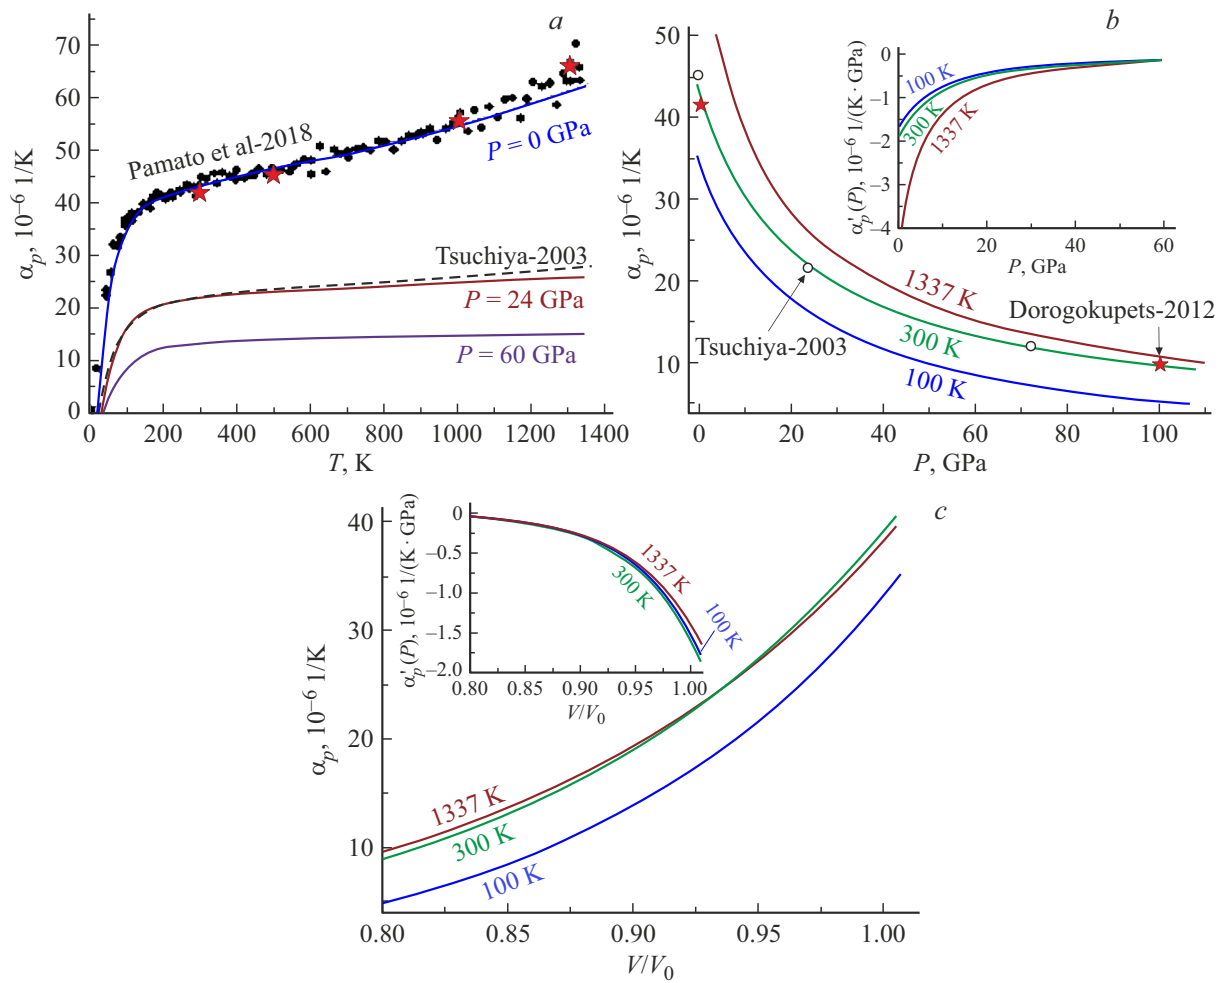 a
70
60
50
40
30
20
10
0
α_p, 10⁻⁶ 1/K
Pamato et al-2018
P = 0 GPa
Tsuchiya-2003
P = 24 GPa
P = 60 GPa
0 200 400 600 800 1000 1200 1400
T, K
b
50
40
30
20
10
α_p, 10⁻⁶ 1/K
0
−1
−2
−3
−4
α′_p(P), 10⁻⁶ 1/(K · GPa)
100 K
300 K
1337 K
0 20 40 60
P, GPa
1337 K
300 K
100 K
Tsuchiya-2003
Dorogokupets-2012
0 20 40 60 80 100
P, GPa
c
40
30
20
10
α_p, 10⁻⁶ 1/K
0
−0.5
−1.0
−1.5
−2.0
α′_p(P), 10⁻⁶ 1/(K · GPa)
1337 K
300 K
100 K
0.80 0.85 0.90 0.95 1.00
V/V₀
1337 K
300 K
100 K
0.80 0.85 0.90 0.95 1.00
V/V₀